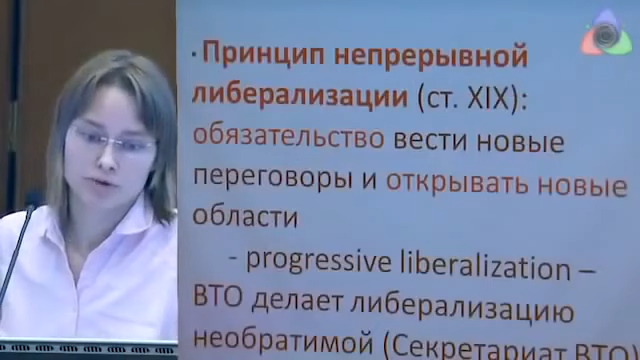 · Принцип непрерывной
либерализации (ст. XIX):
обязательство вести новые
переговоры и открывать новые
области
- progressive liberalization –
ВТО делает либерализацию
необратимой (Секретариат ВТО)